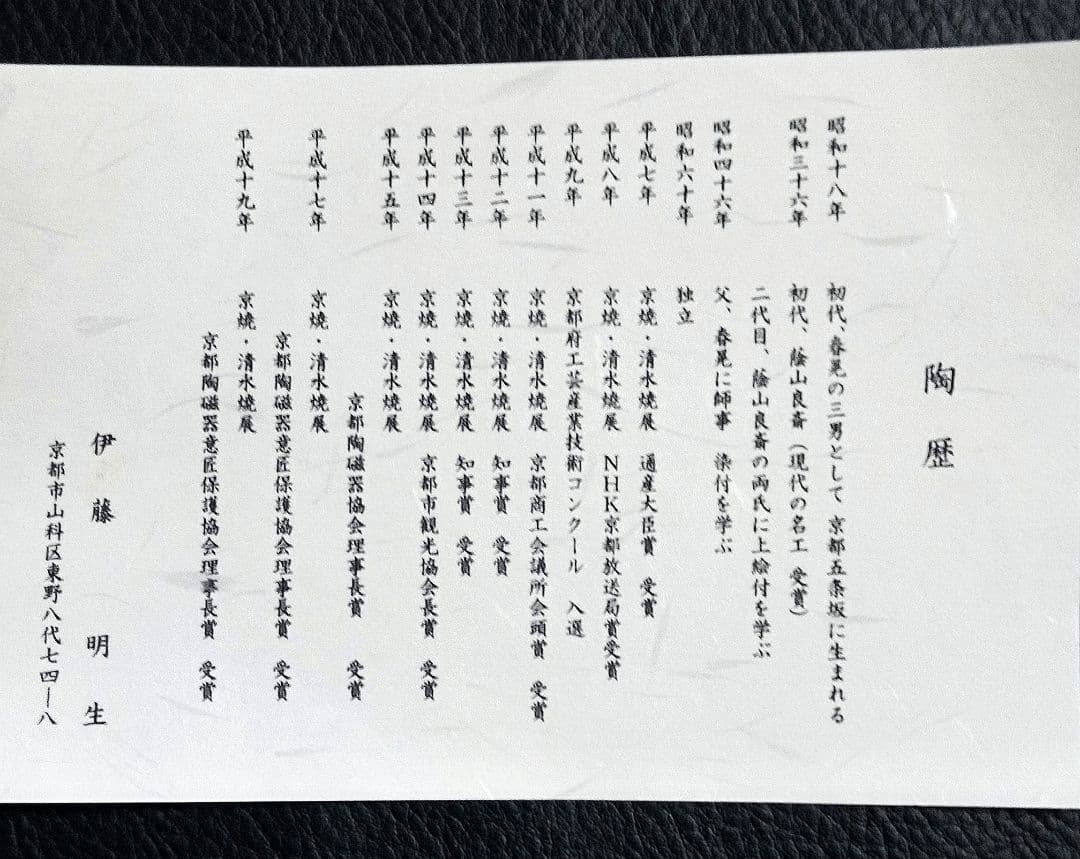 陶歴
昭和十八年 初代、春晃の三男として 京都五条坂に生まれる
昭和三十六年 初代、蔭山良斎（現代の名工 受賞）
二代目、蔭山良斎の両氏に上絵付を学ぶ
昭和四十六年 父、春晃に師事 染付を学ぶ
昭和六十年 独立
平成七年 京焼・清水焼展 通産大臣賞 受賞
平成八年 京焼・清水焼展 NHK京都放送局賞受賞
平成九年 京都府工芸産業技術コンクール 入選
平成十一年 京焼・清水焼展 京都商工会議所会頭賞 受賞
平成十二年 京焼・清水焼展 知事賞 受賞
平成十三年 京焼・清水焼展 知事賞 受賞
平成十四年 京焼・清水焼展 京都市観光協会長賞 受賞
平成十五年 京焼・清水焼展
京都陶磁器協会理事長賞 受賞
平成十七年 京焼・清水焼展
京都陶磁器意匠保護協会理事長賞 受賞
平成十九年 京焼・清水焼展
京都陶磁器意匠保護協会理事長賞 受賞
伊藤 明生
京都市山科区東野八代七四ー八